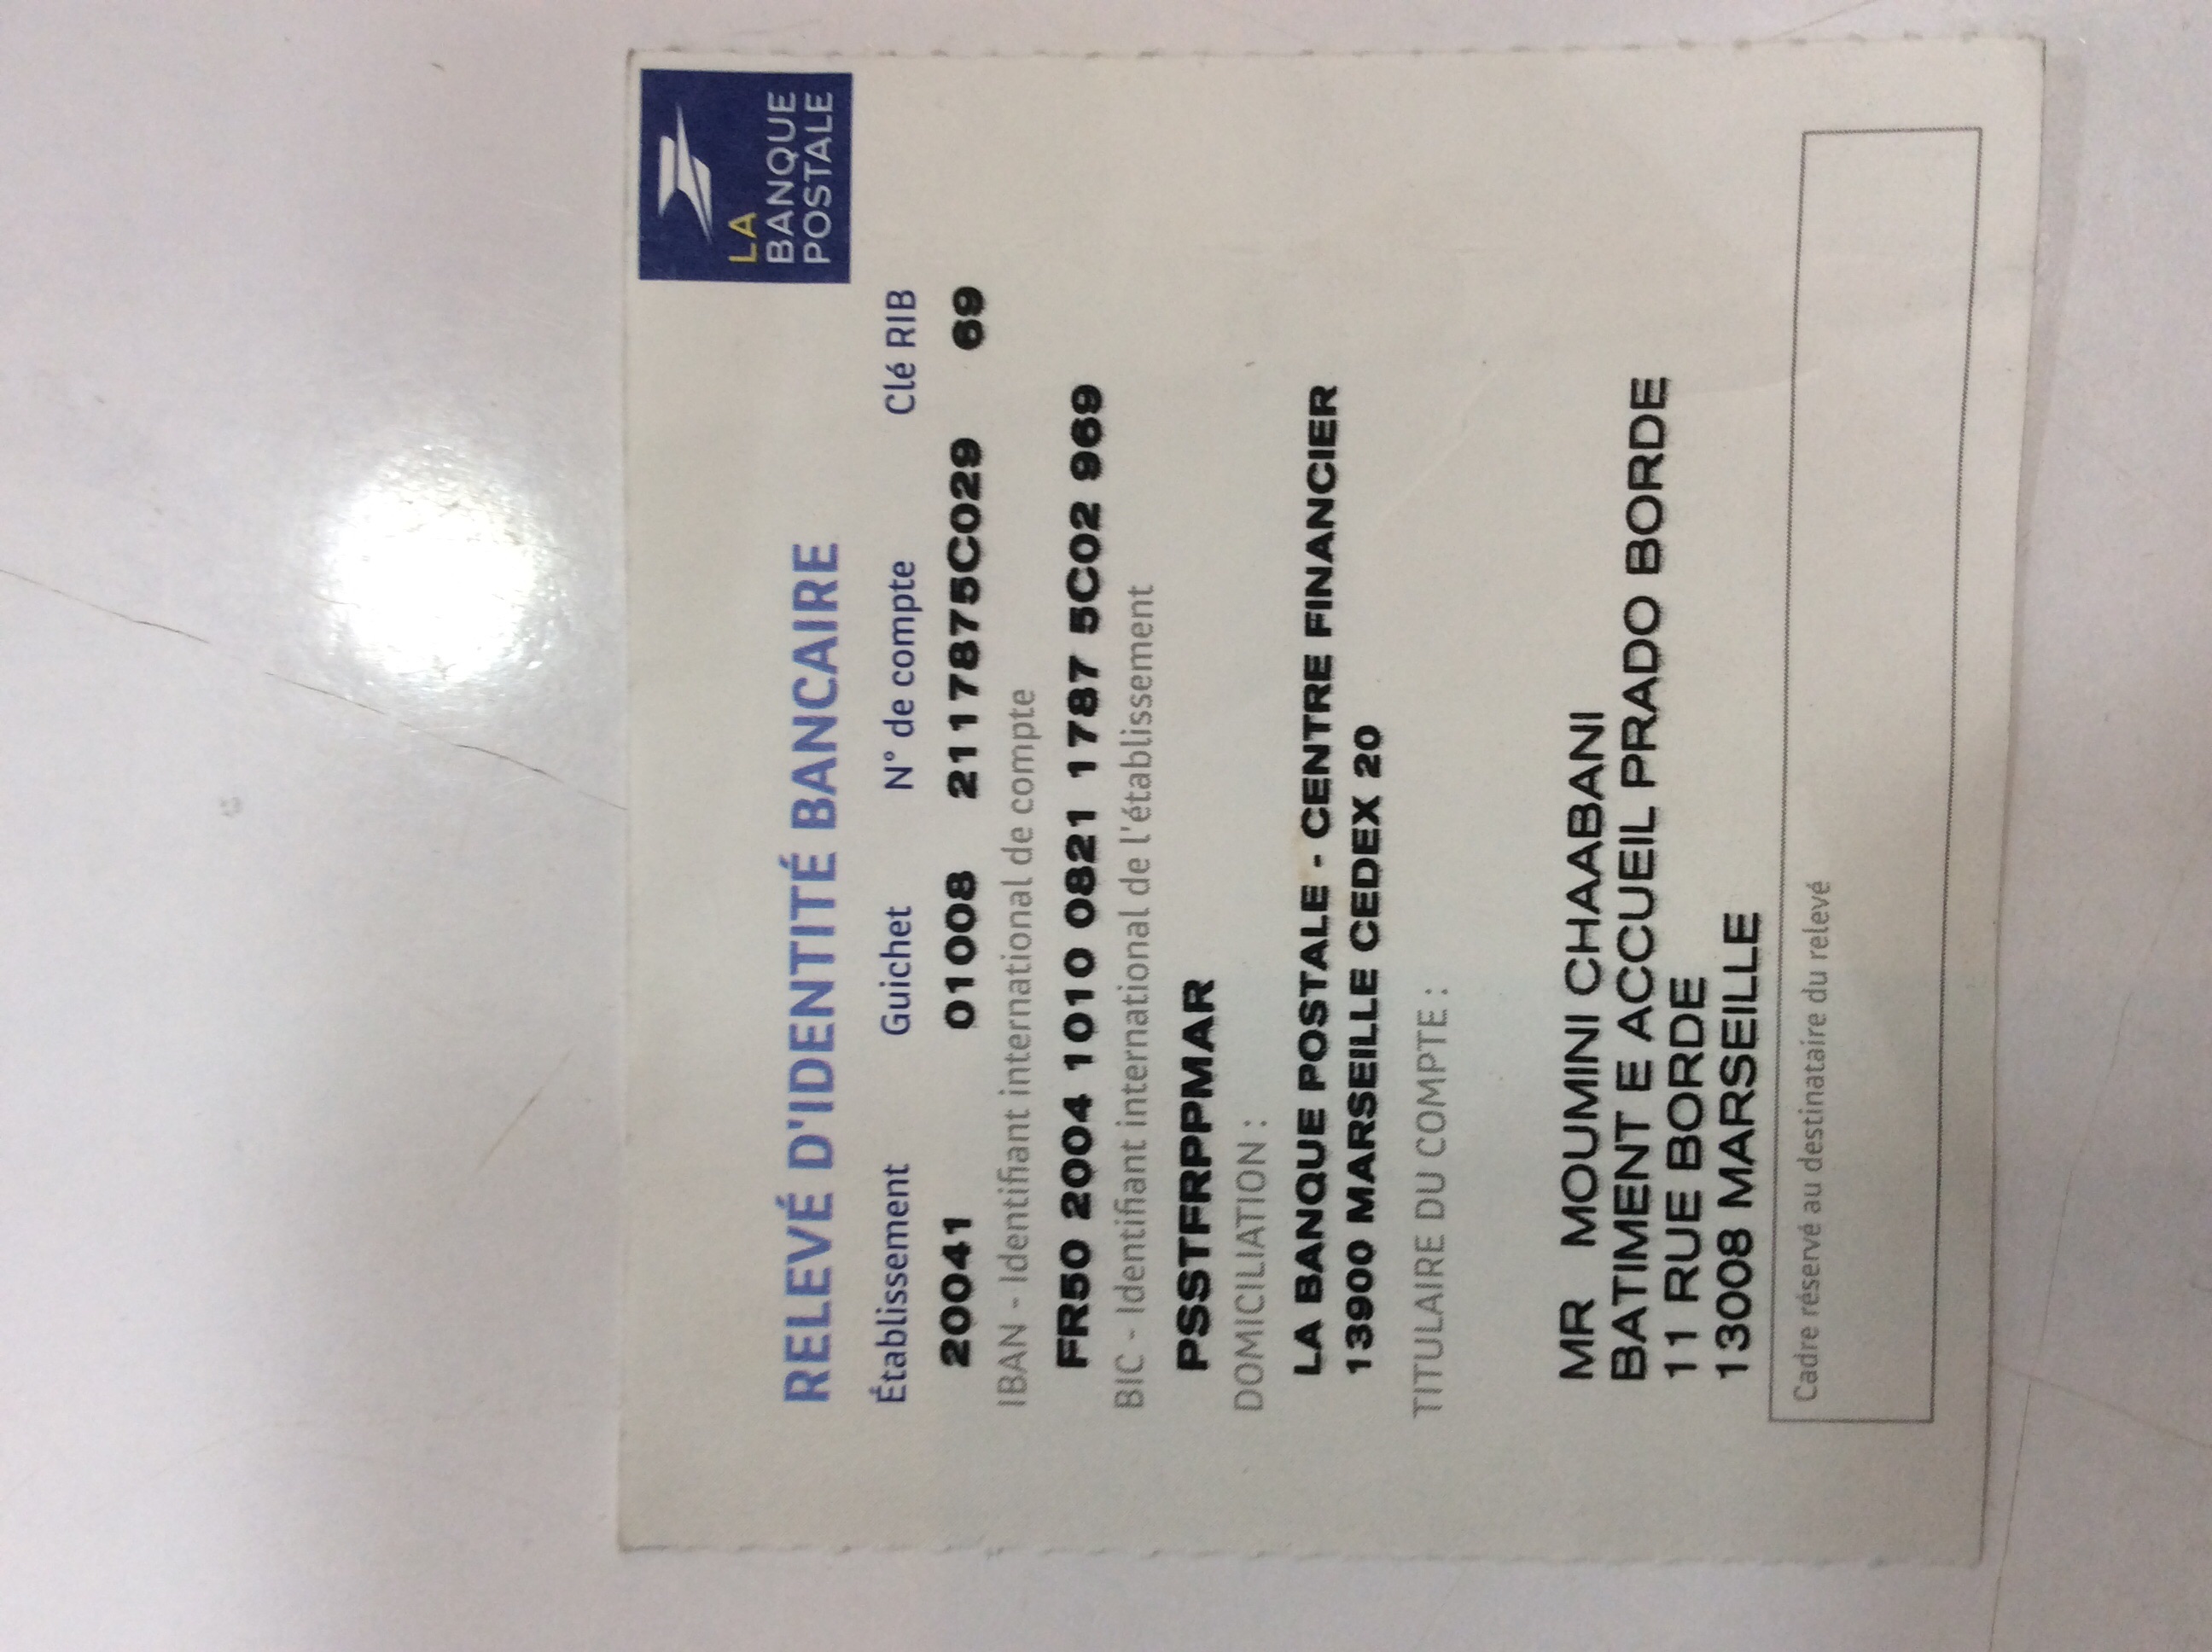 LA
BANQUE
POSTALE
RELEVÉ D'IDENTITÉ BANCAIRE
Établissement Guichet N° de compte Clé RIB
20041 01008 2117875C029 69
IBAN - Identifiant international de compte
FR50 2004 1010 0821 1787 5C02 969
BIC - Identifiant international de l'établissement
PSSTFRPPMAR
DOMICILIATION :
LA BANQUE POSTALE - CENTRE FINANCIER
13900 MARSEILLE CEDEX 20
TITULAIRE DU COMPTE :
MR MOUMINI CHAABANI
BATIMENT E ACCUEIL PRADO BORDE
11 RUE BORDE
13008 MARSEILLE
Cadre réservé au destinataire du relevé